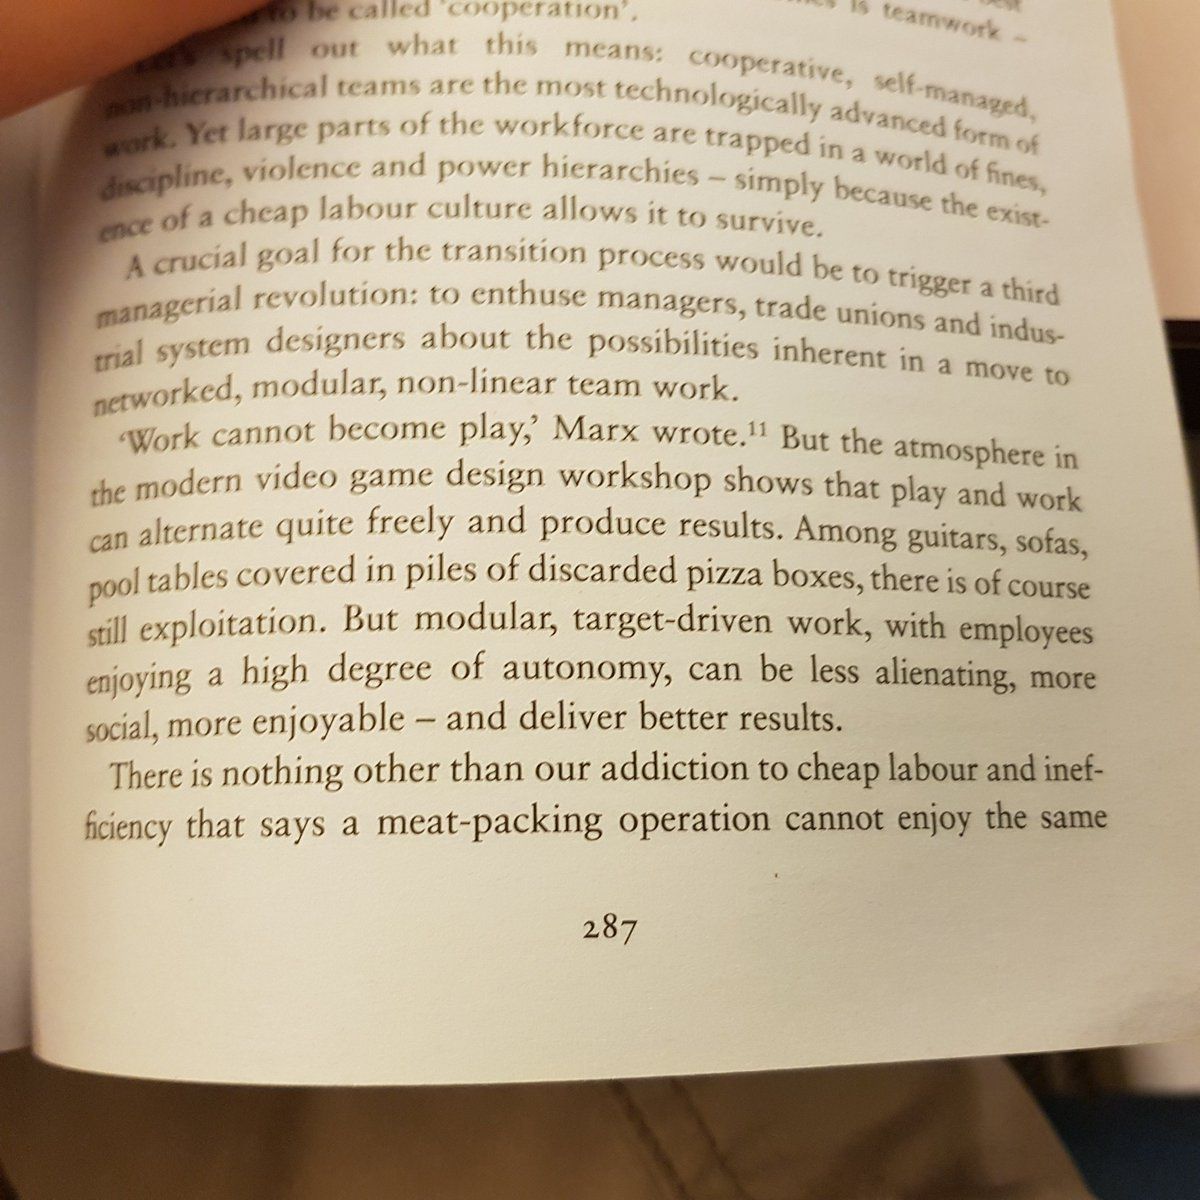 to be called 'cooperation'.
is teamwork –
Let's spell out what this means: cooperative, self-managed,
non-hierarchical teams are the most technologically advanced form of
work. Yet large parts of the workforce are trapped in a world of fines,
discipline, violence and power hierarchies – simply because the exist-
ence of a cheap labour culture allows it to survive.
A crucial goal for the transition process would be to trigger a third
managerial revolution: to enthuse managers, trade unions and indus-
trial system designers about the possibilities inherent in a move to
networked, modular, non-linear team work.
'Work cannot become play,' Marx wrote.¹¹ But the atmosphere in
the modern video game design workshop shows that play and work
can alternate quite freely and produce results. Among guitars, sofas,
pool tables covered in piles of discarded pizza boxes, there is of course
still exploitation. But modular, target-driven work, with employees
enjoying a high degree of autonomy, can be less alienating, more
social, more enjoyable – and deliver better results.
There is nothing other than our addiction to cheap labour and inef-
ficiency that says a meat-packing operation cannot enjoy the same
287